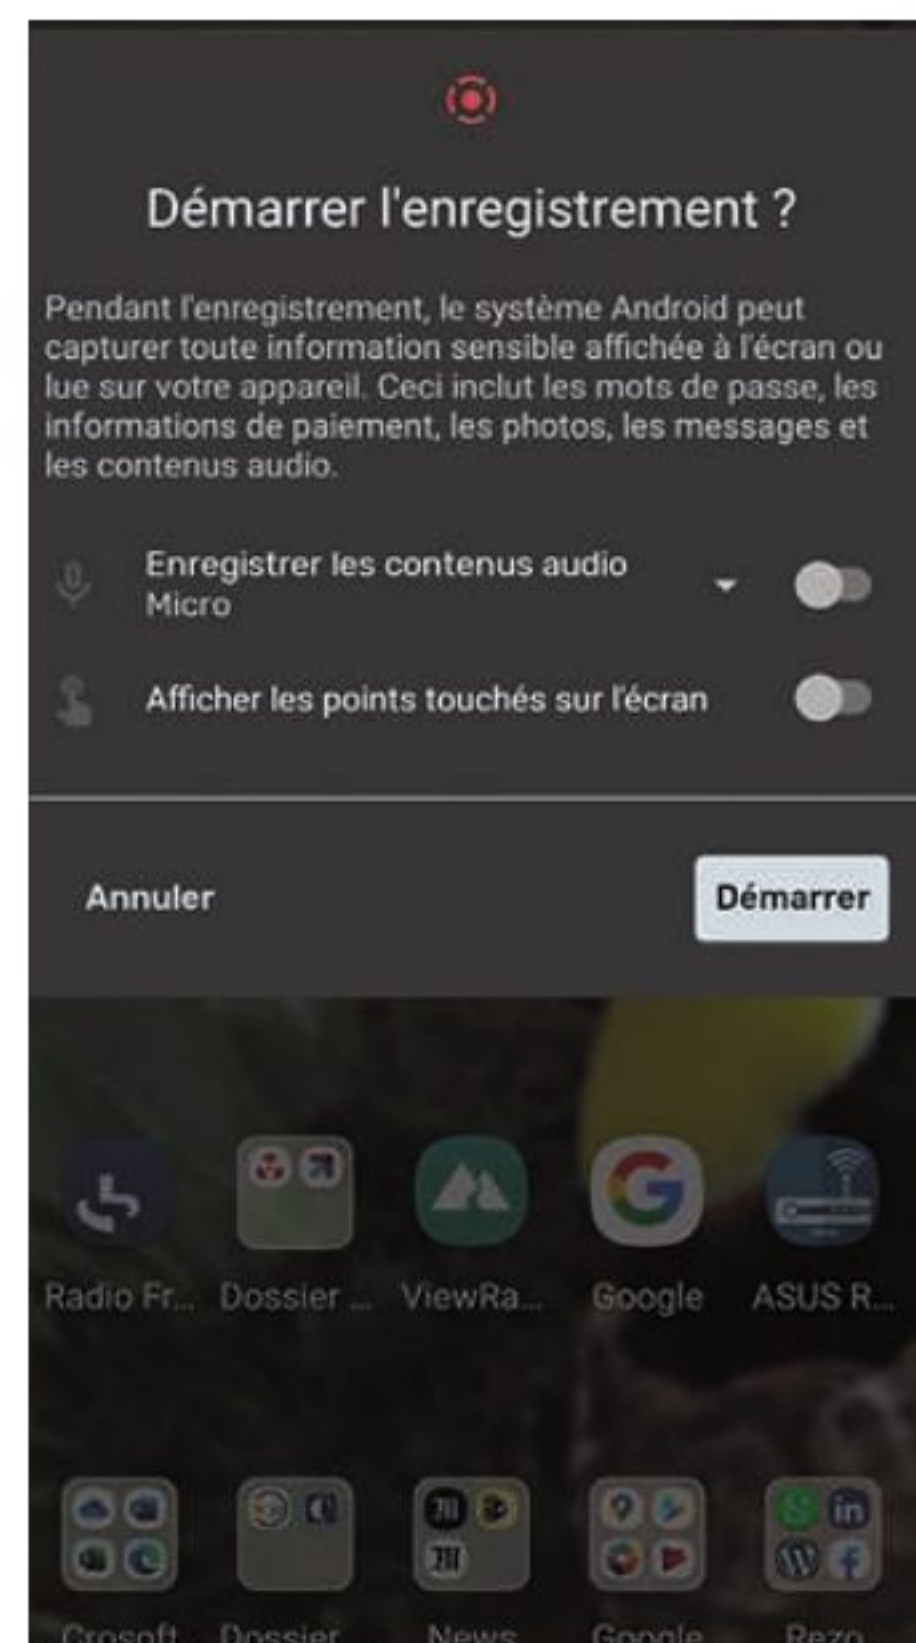 Démarrer l'enregistrement ?
Pendant l'enregistrement, le système Android peut
capturer toute information sensible affichée à l'écran ou
lue sur votre appareil. Ceci inclut les mots de passe, les
informations de paiement, les photos, les messages et
les contenus audio.
Enregistrer les contenus audio
Micro
Afficher les points touchés sur l'écran
Annuler
Démarrer
Radio Fr... Dossier ... ViewRa... Google ASUS R...
Crosoft Dossier News Google Rezo